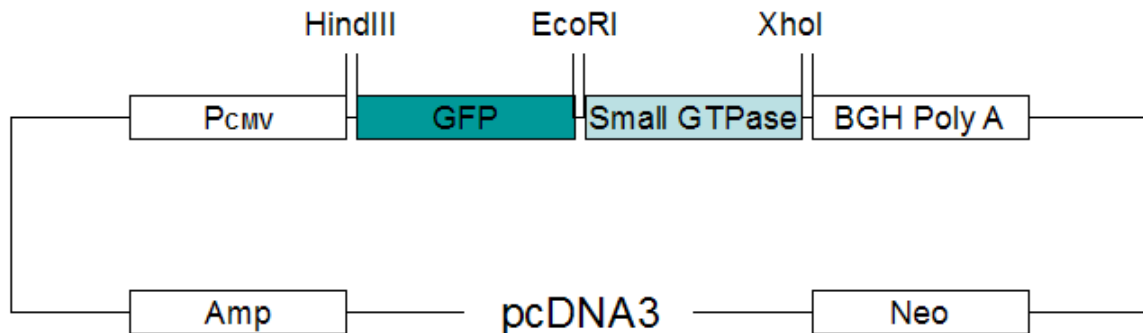 HindIII EcoRI XhoI
PCMV GFP Small GTPase BGH Poly A
Amp pcDNA3 Neo